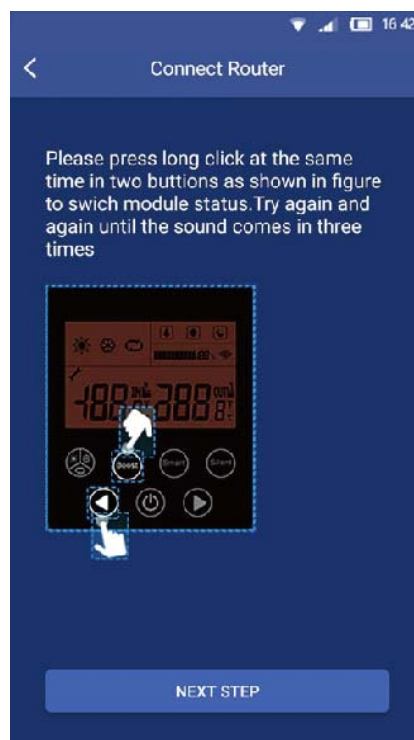 16:42
Connect Router
Please press long click at the same
time in two buttions as shown in figure
to swich module status.Try again and
again until the sound comes in three
times
188 288
Boost Smart Silent
NEXT STEP